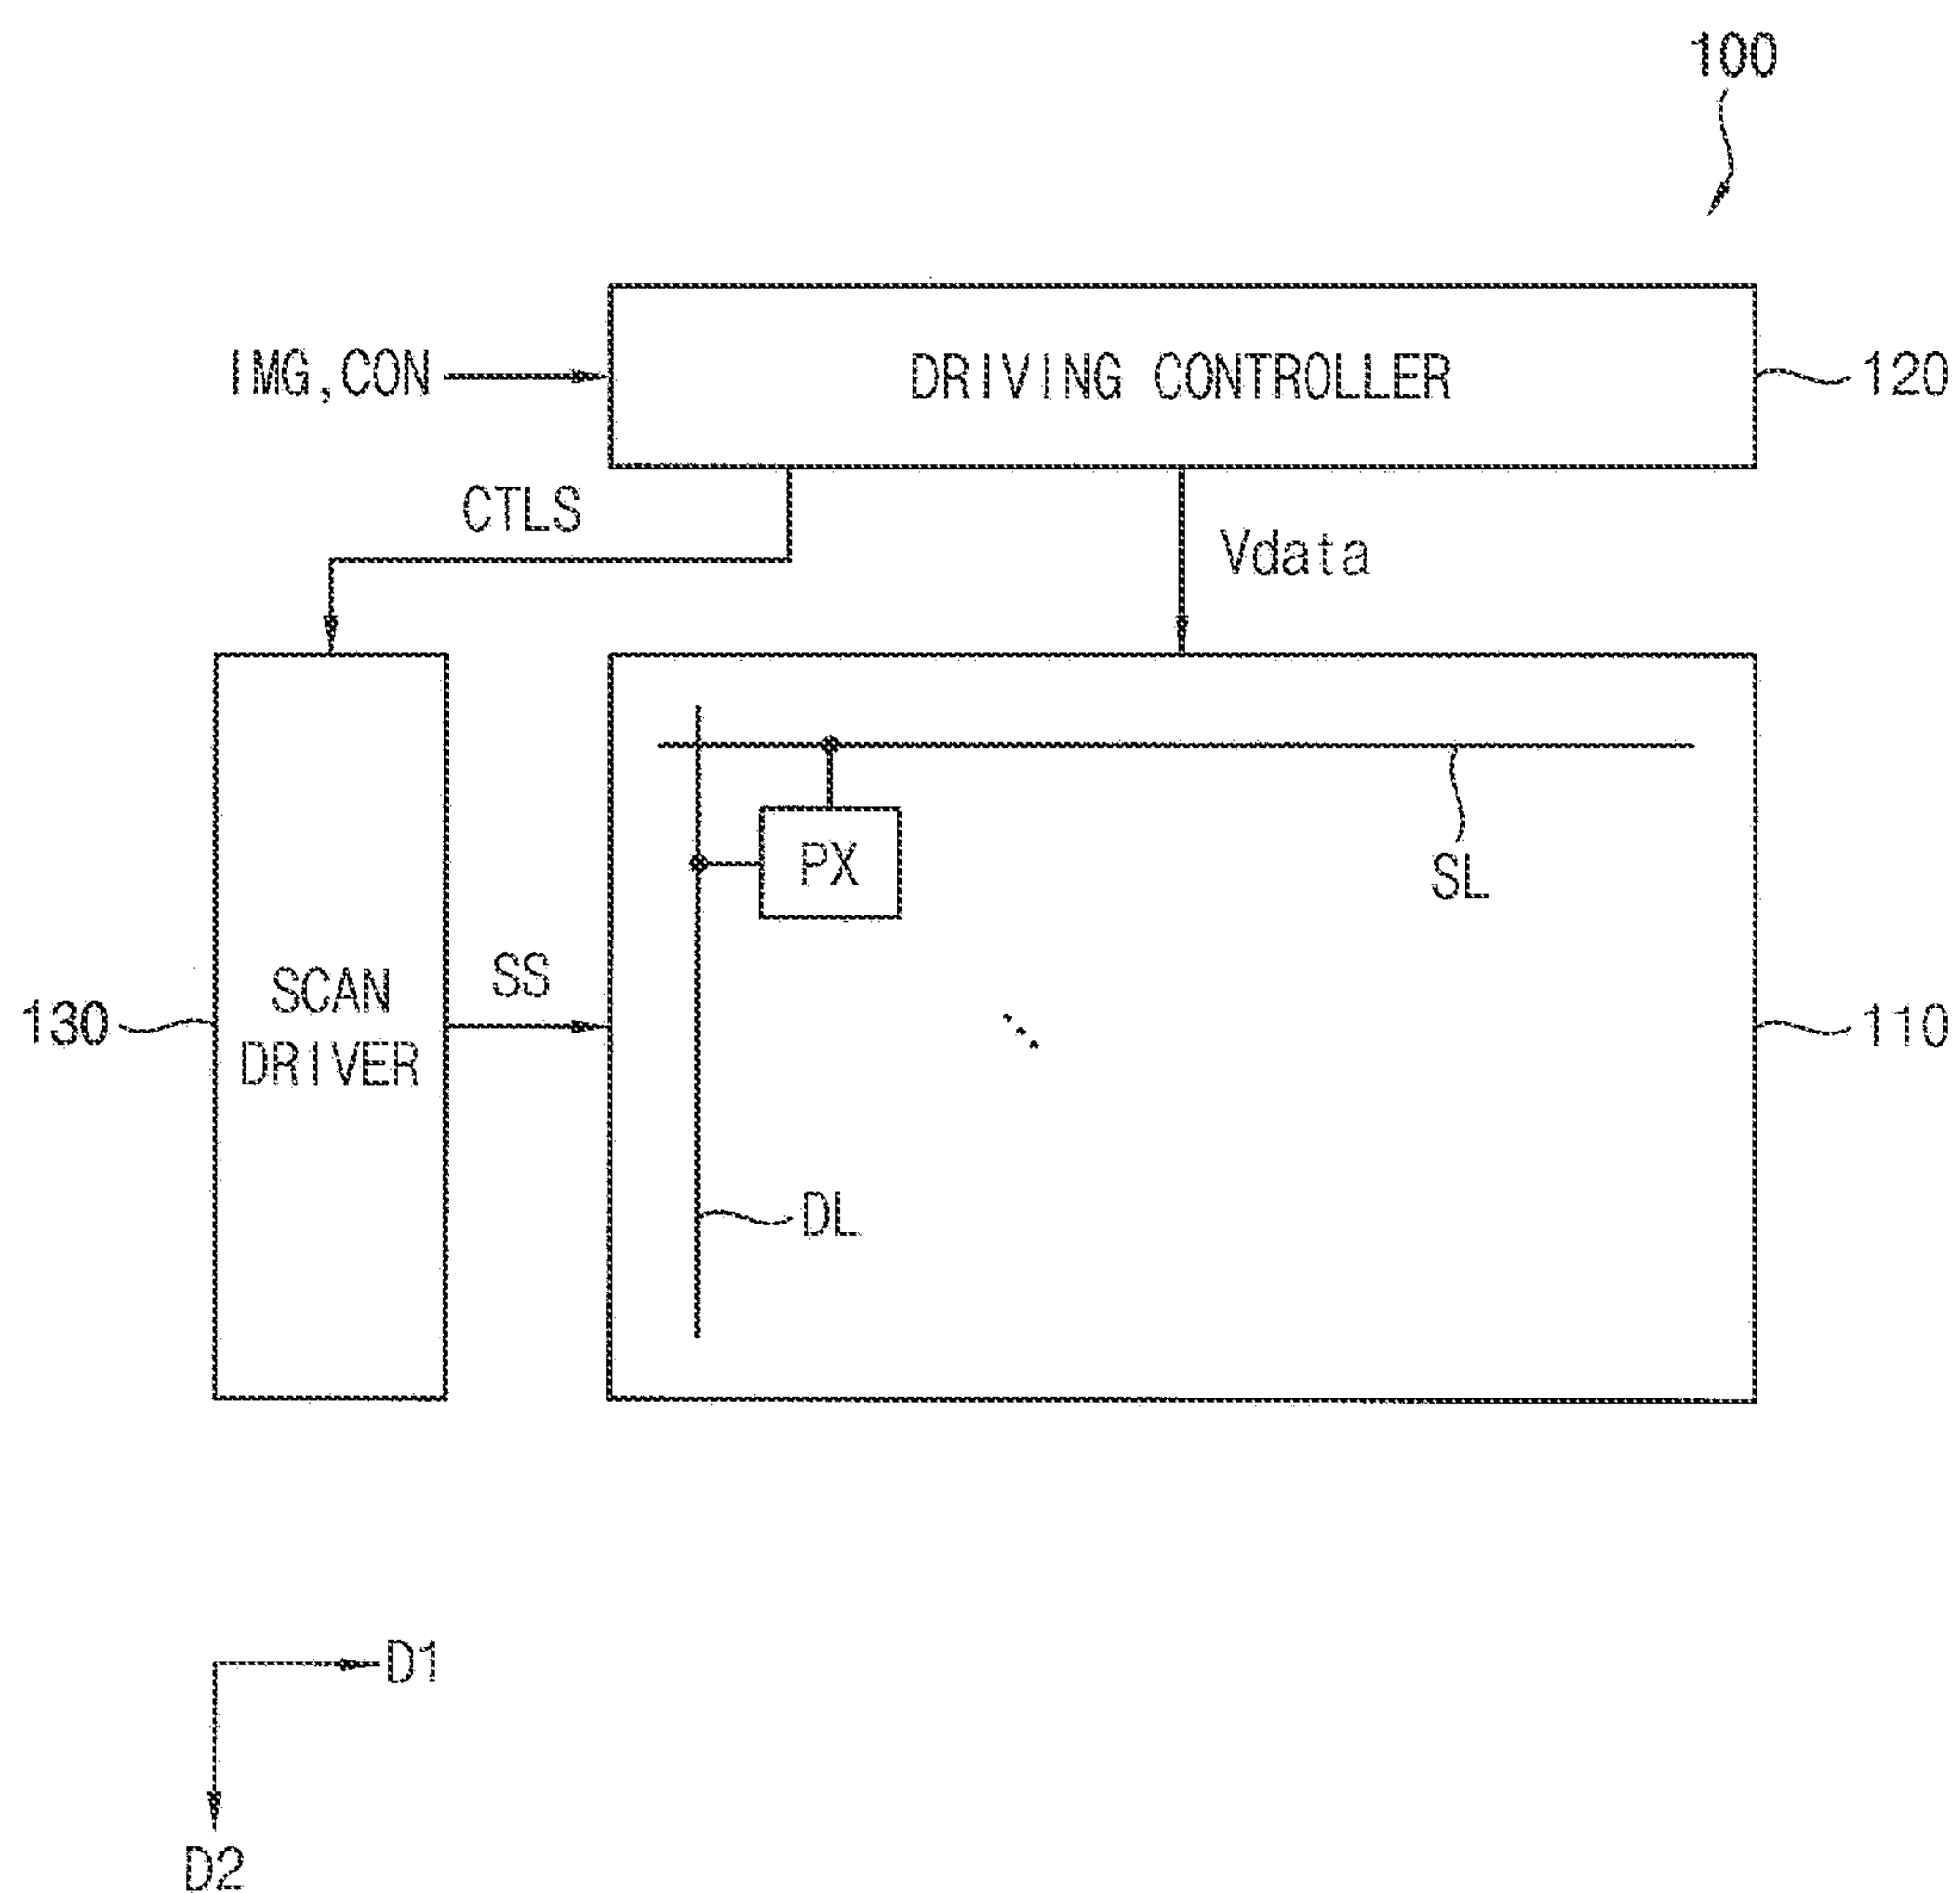 100
IMG,CON
DRIVING CONTROLLER
120
CTLS
Vdata
PX
SL
SS
SCAN
DRIVER
130
110
DL
D1
D2